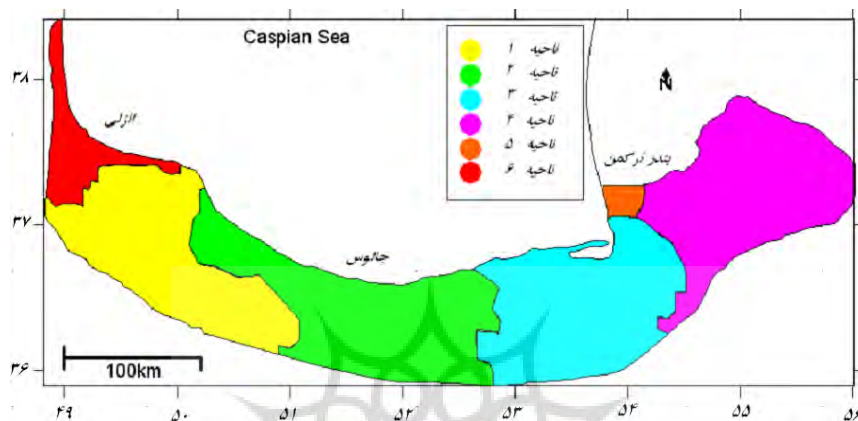 Caspian Sea
ناحیه ۱
ناحیه ۲
ناحیه ۳
ناحیه ۴
ناحیه ۵
ناحیه ۶
N
۳۸
انزلی
بندر ترکمن
۳۷
چالوس
۳۶
100km
۴۹ ۵۰ ۵۱ ۵۲ ۵۳ ۵۴ ۵۵ ۵۶